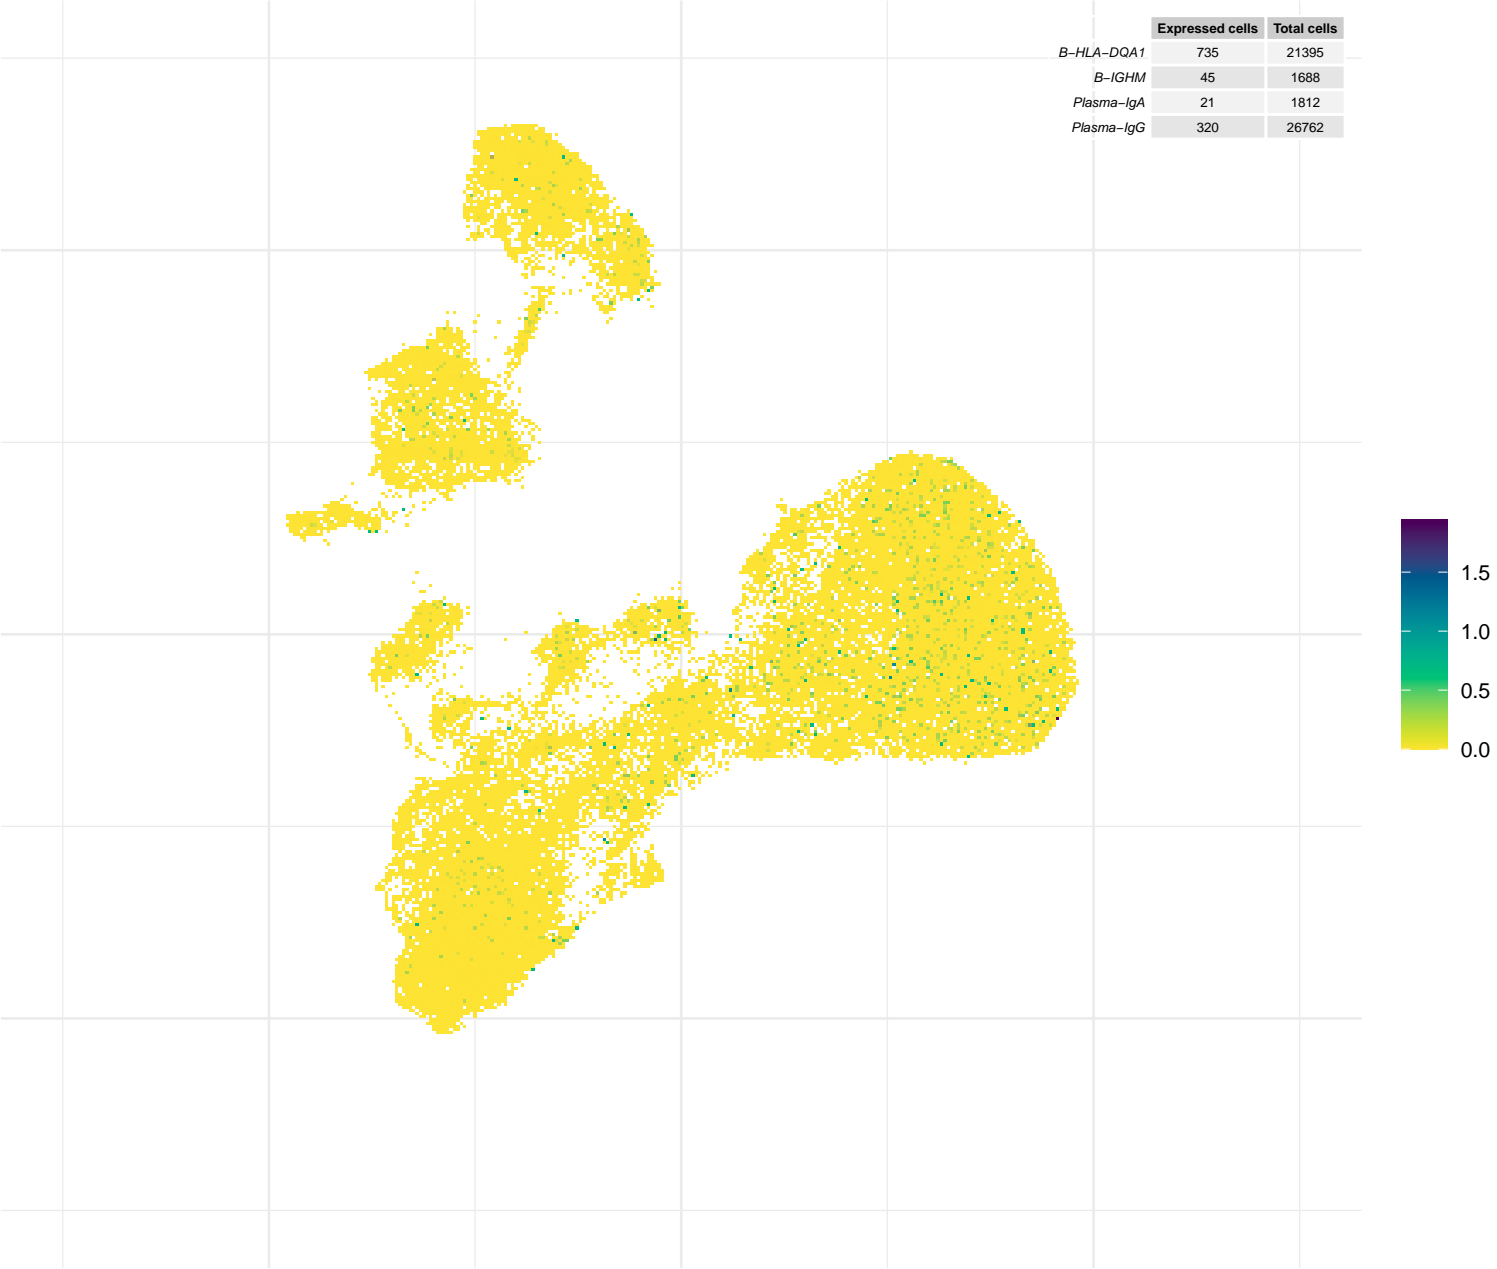 Expressed cells Total cells
B−HLA−DQA1 735 21395
B−IGHM 45 1688
Plasma−IgA 21 1812
Plasma−IgG 320 26762
1.5
1.0
0.5
0.0